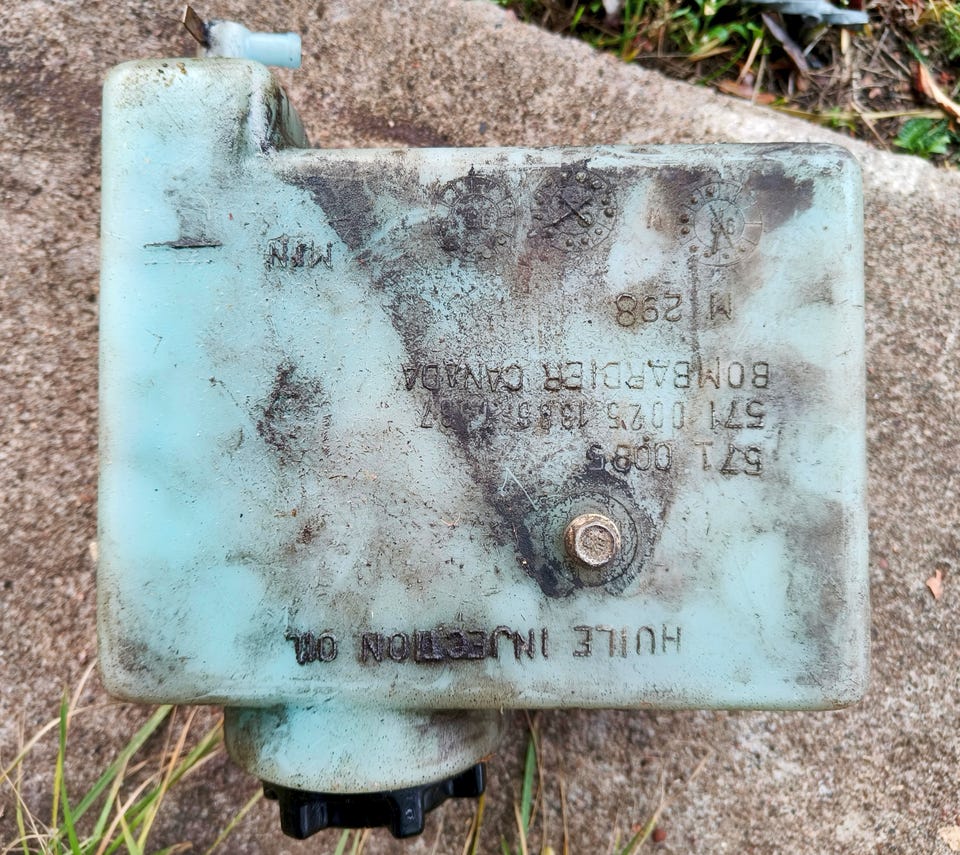 HUILE INJECTION OIL
571 0085
571 0025
BOMBARDIER CANADA
M 298
MIN